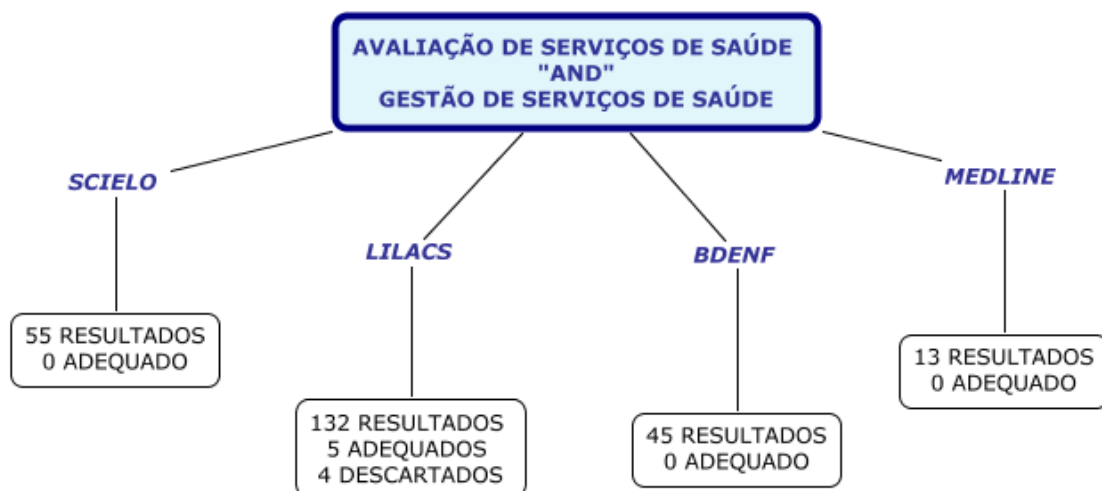 AVALIAÇÃO DE SERVIÇOS DE SAÚDE
"AND"
GESTÃO DE SERVIÇOS DE SAÚDE
SCIELO
MEDLINE
LILACS
BDENF
55 RESULTADOS
0 ADEQUADO
13 RESULTADOS
0 ADEQUADO
132 RESULTADOS
5 ADEQUADOS
4 DESCARTADOS
45 RESULTADOS
0 ADEQUADO